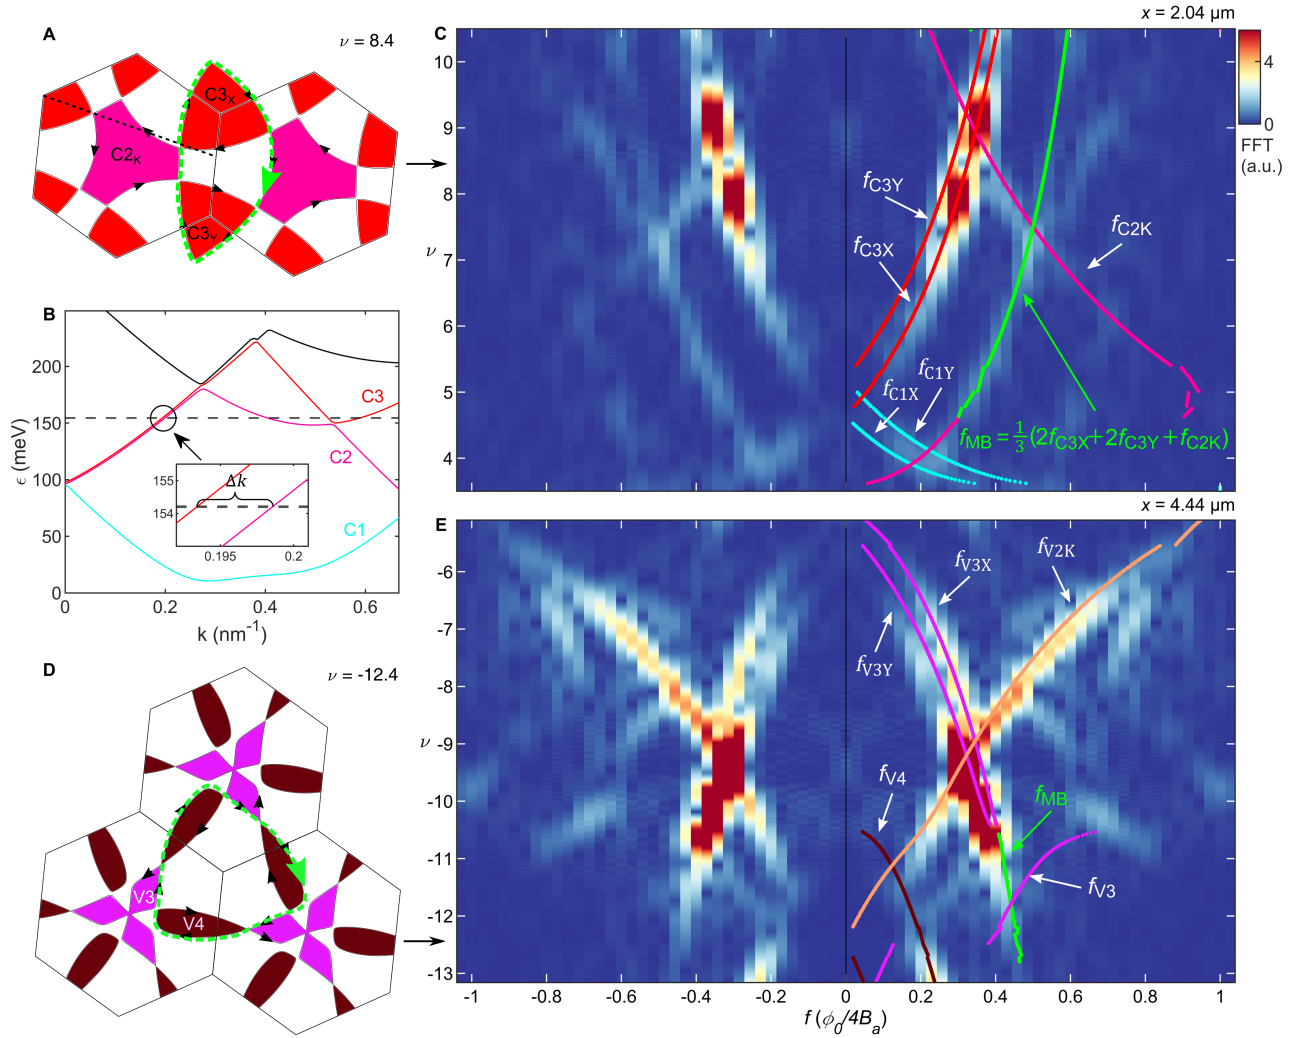 A
ν = 8.4
C3X
C2K
C3Y
B
200
150
100
50
0
ϵ (meV)
C3
C2
C1
155
154
Δk
0.195
0.2
0
0.2
0.4
0.6
k (nm⁻¹)
C
x = 2.04 µm
10
9
8
7
6
5
4
ν
fC3Y
fC3X
fC2K
fC1Y
fC1X
fMB = 1/3 (2fC3X + 2fC3Y + fC2K)
4
0
FFT
(a.u.)
D
ν = -12.4
V3
V4
E
x = 4.44 µm
-6
-7
-8
-9
-10
-11
-12
-13
ν
fV3X
fV3Y
fV2K
fV4
fMB
fV3
-1
-0.8
-0.6
-0.4
-0.2
0
0.2
0.4
0.6
0.8
1
f (ϕ0/4Ba)